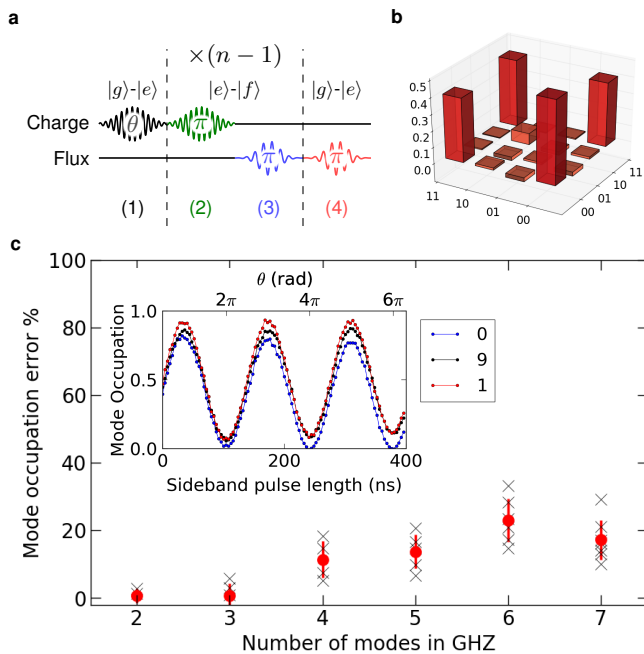 a
×(n − 1)
|g⟩-|e⟩ |e⟩-|f⟩ |g⟩-|e⟩
Charge θ π
Flux π π
(1) (2) (3) (4)
b
0.5
0.4
0.3
0.2
0.1
0.0
11 10 01 00
00 01 10 11
c
Mode occupation error %
100
80
60
40
20
0
2 3 4 5 6 7
Number of modes in GHZ
θ (rad)
2π 4π 6π
Mode Occupation
1.0
0.5
0.0
0 200 400
Sideband pulse length (ns)
0
9
1